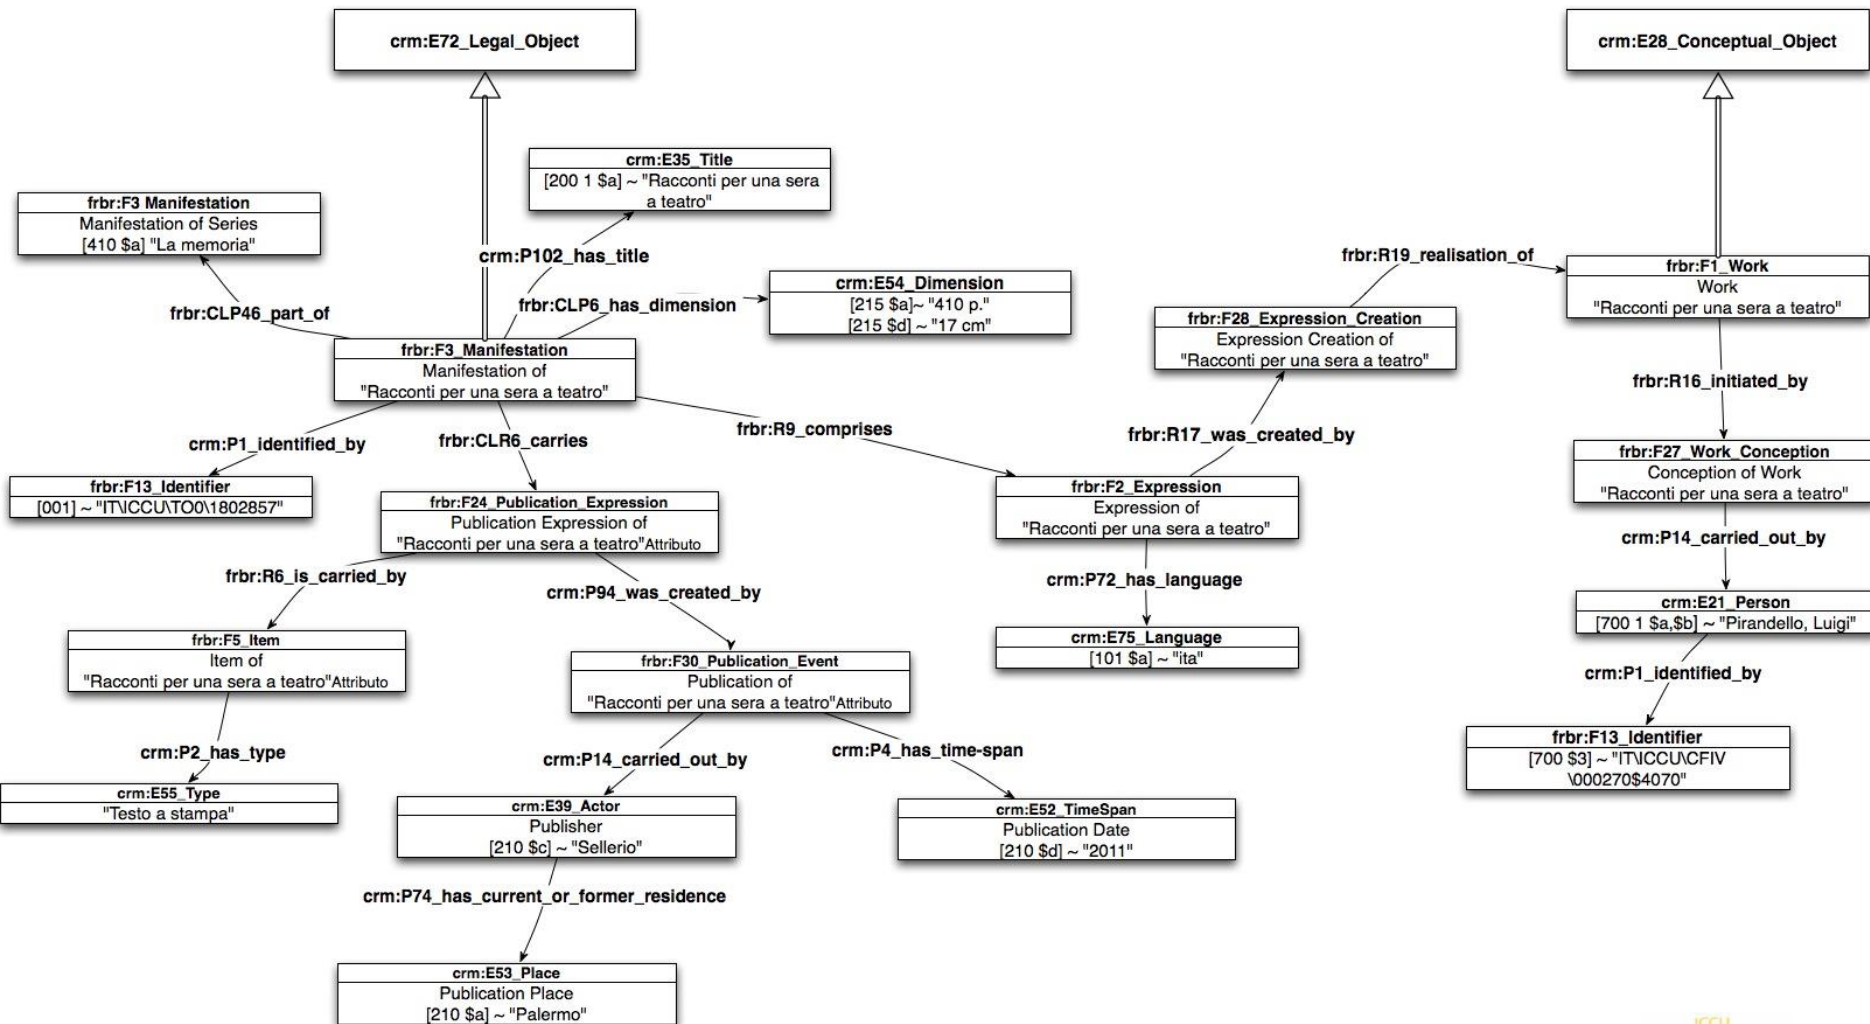 crm:E72_Legal_Object
crm:E28_Conceptual_Object
crm:E35_Title
[200 1 $a] ~ "Racconti per una sera
a teatro"
frbr:F3 Manifestation
Manifestation of Series
[410 $a] "La memoria"
crm:P102_has_title
frbr:R19_realisation_of
frbr:F1_Work
Work
"Racconti per una sera a teatro"
crm:E54_Dimension
[215 $a]~ "410 p."
[215 $d] ~ "17 cm"
frbr:CLP6_has_dimension
frbr:CLP46_part_of
frbr:F28_Expression_Creation
Expression Creation of
"Racconti per una sera a teatro"
frbr:F3_Manifestation
Manifestation of
"Racconti per una sera a teatro"
frbr:R16_initiated_by
frbr:R9_comprises
frbr:R17_was_created_by
crm:P1_identified_by
frbr:CLR6_carries
frbr:F27_Work_Conception
Conception of Work
"Racconti per una sera a teatro"
frbr:F13_Identifier
[001] ~ "IT\ICCU\TO0\1802857"
frbr:F24_Publication_Expression
Publication Expression of
"Racconti per una sera a teatro"Attributo
frbr:F2_Expression
Expression of
"Racconti per una sera a teatro"
crm:P14_carried_out_by
frbr:R6_is_carried_by
crm:P94_was_created_by
crm:P72_has_language
crm:E21_Person
[700 1 $a,$b] ~ "Pirandello, Luigi"
frbr:F5_Item
Item of
"Racconti per una sera a teatro"Attributo
frbr:F30_Publication_Event
Publication of
"Racconti per una sera a teatro"Attributo
crm:E75_Language
[101 $a] ~ "ita"
crm:P1_identified_by
crm:P2_has_type
crm:P14_carried_out_by
crm:P4_has_time-span
frbr:F13_Identifier
[700 $3] ~ "IT\ICCU\CFIV
\000270$4070"
crm:E55_Type
"Testo a stampa"
crm:E39_Actor
Publisher
[210 $c] ~ "Sellerio"
crm:E52_TimeSpan
Publication Date
[210 $d] ~ "2011"
crm:P74_has_current_or_former_residence
crm:E53_Place
Publication Place
[210 $a] ~ "Palermo"